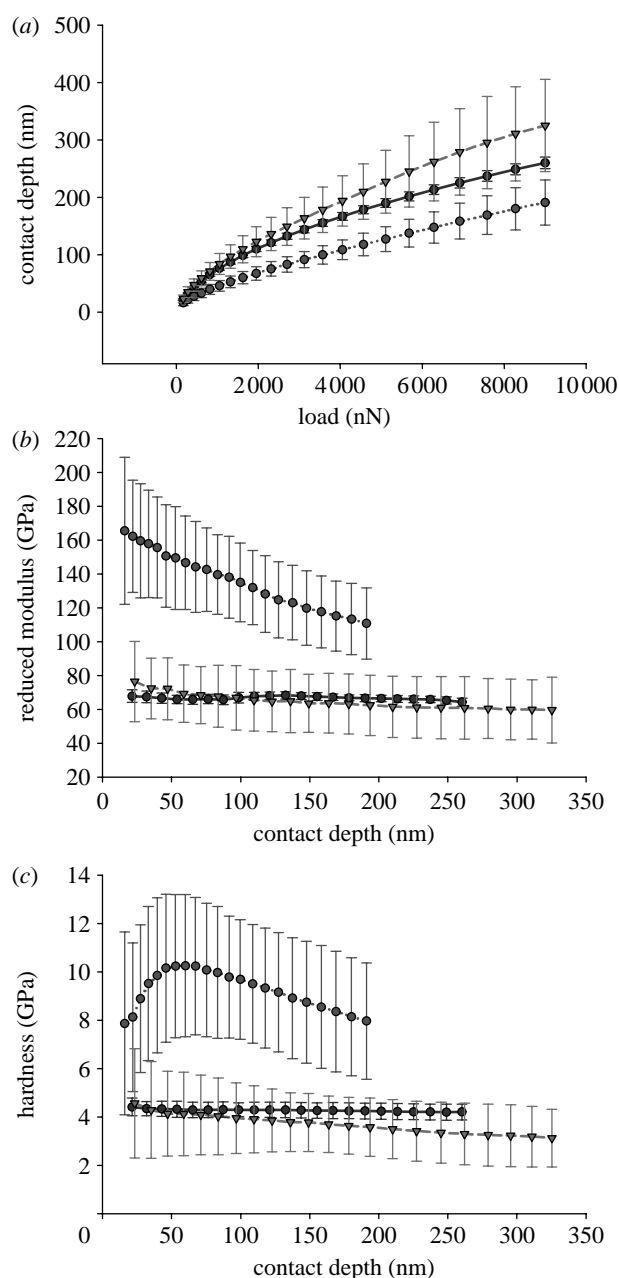 (a)
500
400
300
200
100
0
contact depth (nm)
0 2000 4000 6000 8000 10 000
load (nN)
(b)
220
200
180
160
140
120
100
80
60
40
20
reduced modulus (GPa)
0 50 100 150 200 250 300 350
contact depth (nm)
(c)
14
12
10
8
6
4
2
hardness (GPa)
0 50 100 150 200 250 300 350
contact depth (nm)